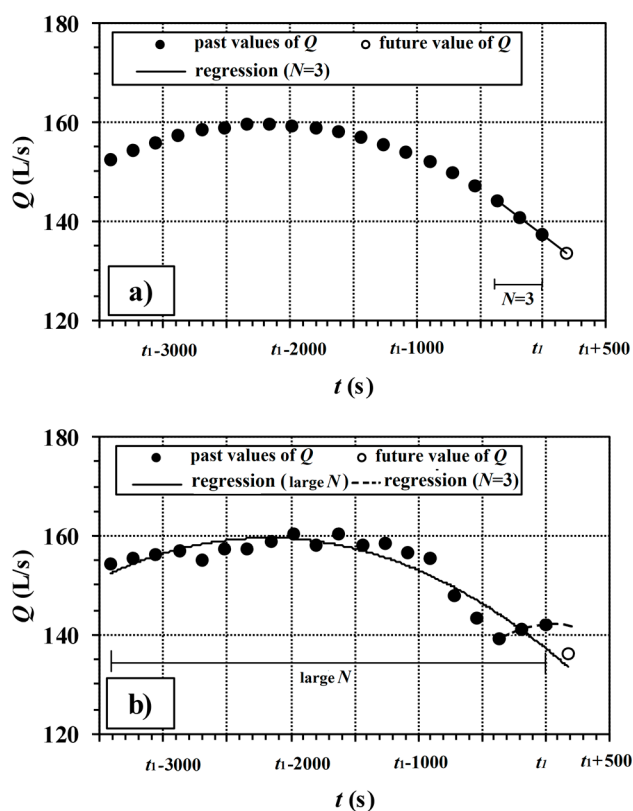 180
past values of Q future value of Q
regression (N=3)
160
Q (L/s)
140
a)
N=3
120
t1-3000 t1-2000 t1-1000 t1 t1+500
t (s)
180
past values of Q future value of Q
regression (large N) regression (N=3)
160
Q (L/s)
140
large N
b)
120
t1-3000 t1-2000 t1-1000 t1 t1+500
t (s)